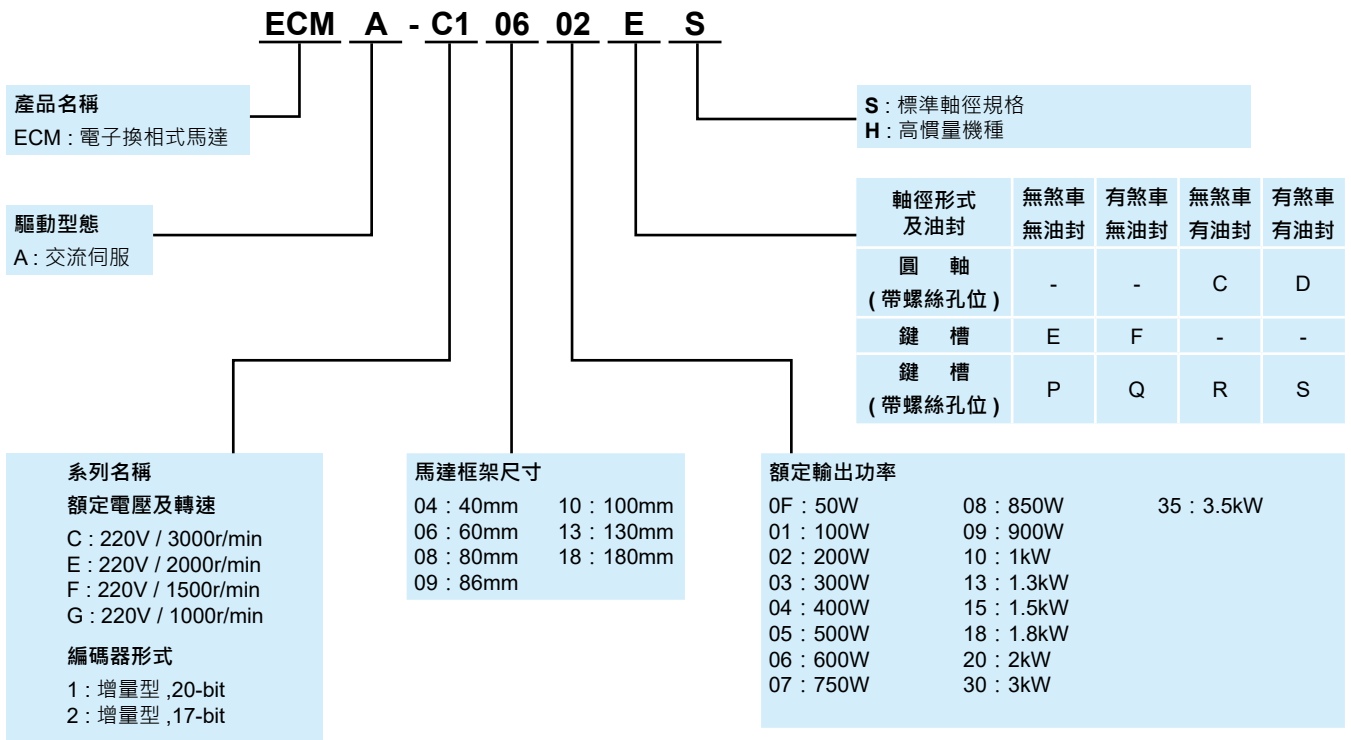 ECM A - C1 06 02 E S
產品名稱
ECM : 電子換相式馬達
驅動型態
A : 交流伺服
S : 標準軸徑規格
H : 高慣量機種
軸徑形式及油封 無煞車無油封 有煞車無油封 無煞車有油封 有煞車有油封
圓 軸 ( 帶螺絲孔位 ) - - C D
鍵 槽 E F - -
鍵 槽 ( 帶螺絲孔位 ) P Q R S
系列名稱
額定電壓及轉速
C : 220V / 3000r/min
E : 220V / 2000r/min
F : 220V / 1500r/min
G : 220V / 1000r/min
編碼器形式
1 : 增量型 ,20-bit
2 : 增量型 ,17-bit
馬達框架尺寸
04：40mm 10：100mm
06：60mm 13：130mm
08：80mm 18：180mm
09：86mm
額定輸出功率
0F：50W 08：850W 35：3.5kW
01：100W 09：900W
02：200W 10：1kW
03：300W 13：1.3kW
04：400W 15：1.5kW
05：500W 18：1.8kW
06：600W 20：2kW
07：750W 30：3kW